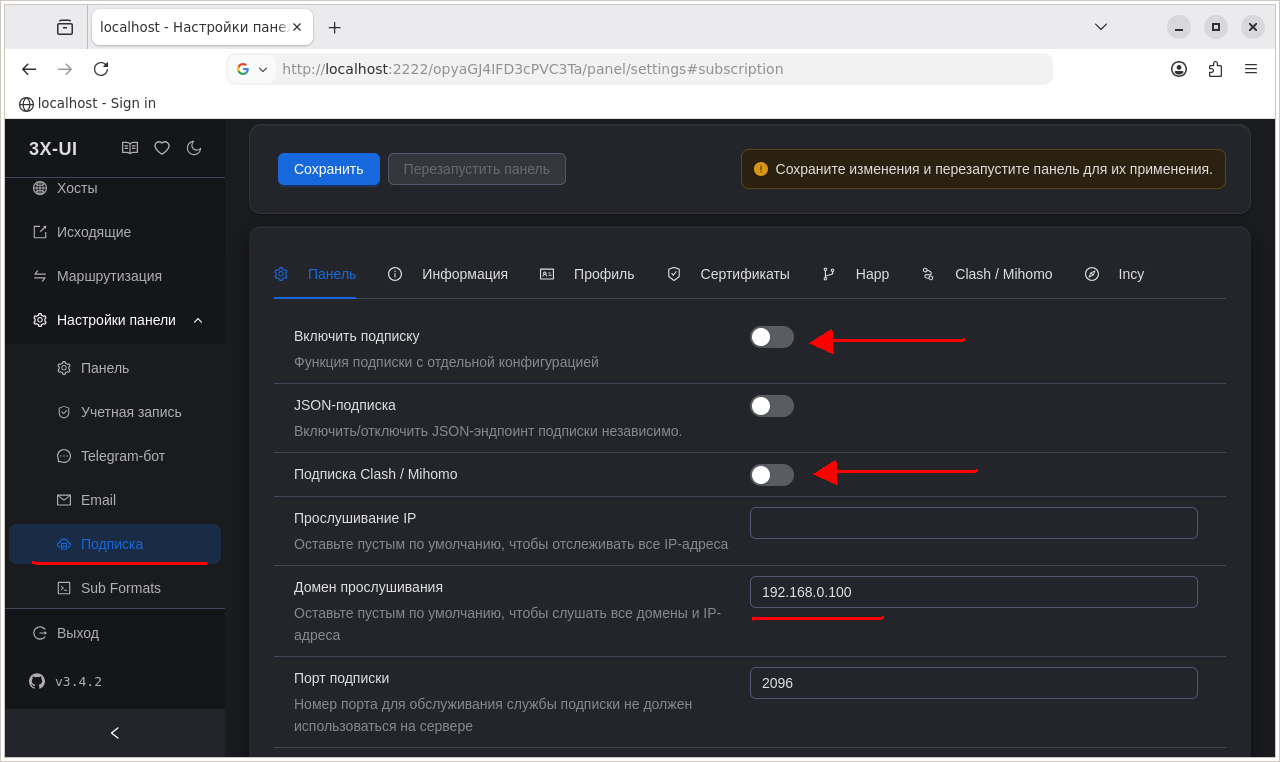 localhost - Настройки пане
http://localhost:2222/opyaGJ4IFD3cPVC3Ta/panel/settings#subscription
localhost - Sign in
3X-UI
Хосты
Исходящие
Маршрутизация
Настройки панели
Панель
Учетная запись
Telegram-бот
Email
Подписка
Sub Formats
Выход
v3.4.2
Сохранить
Перезапустить панель
Сохраните изменения и перезапустите панель для их применения.
Панель
Информация
Профиль
Сертификаты
Happ
Clash / Mihomo
Incy
Включить подписку
Функция подписки с отдельной конфигурацией
JSON-подписка
Включить/отключить JSON-эндпоинт подписки независимо.
Подписка Clash / Mihomo
Прослушивание IP
Оставьте пустым по умолчанию, чтобы отслеживать все IP-адреса
Домен прослушивания
192.168.0.100
Оставьте пустым по умолчанию, чтобы слушать все домены и IP-
адреса
Порт подписки
2096
Номер порта для обслуживания службы подписки не должен
использоваться на сервере